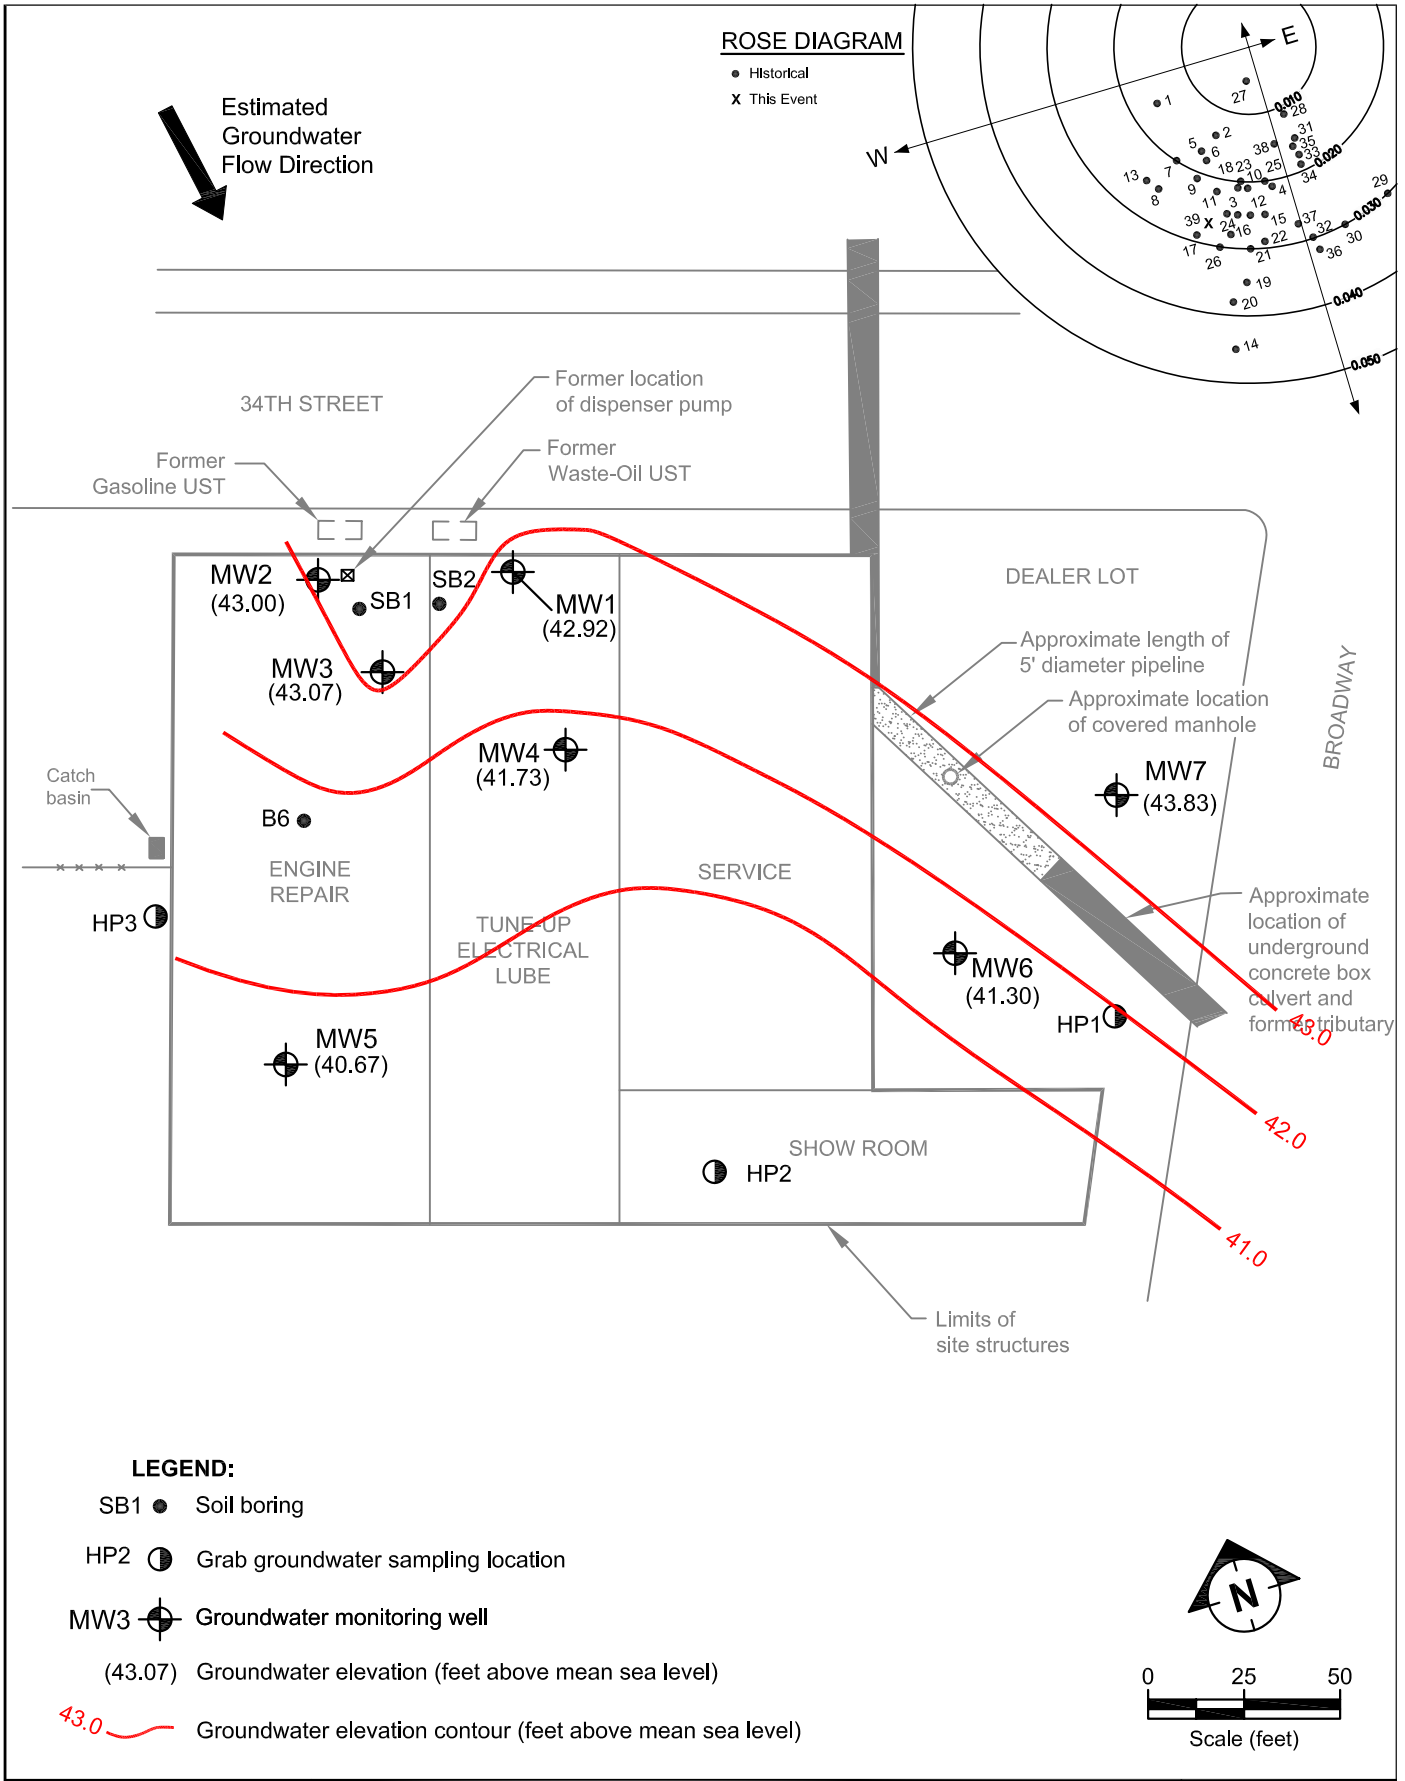 ROSE DIAGRAM
Historical
X This Event
E
W
1
2
27
0.010
28
31
35
33
34
38
0.020
5
6
7
13
8
9
18
23
10
25
4
11
3
12
15
37
29
0.030
30
32
36
39
X
24
16
22
17
26
21
19
20
0.040
14
0.050
Estimated
Groundwater
Flow Direction
34TH STREET
Former location
of dispenser pump
Former
Gasoline UST
Former
Waste-Oil UST
MW2
(43.00)
SB1
SB2
MW1
(42.92)
MW3
(43.07)
MW4
(41.73)
DEALER LOT
Approximate length of
5' diameter pipeline
Approximate location
of covered manhole
BROADWAY
MW7
(43.83)
Catch
basin
B6
ENGINE
REPAIR
SERVICE
HP3
TUNE-UP
ELECTRICAL
LUBE
Approximate
location of
underground
concrete box
culvert and
former tributary
MW6
(41.30)
HP1
43.0
MW5
(40.67)
42.0
SHOW ROOM
HP2
41.0
Limits of
site structures
LEGEND:
SB1 Soil boring
HP2 Grab groundwater sampling location
MW3 Groundwater monitoring well
(43.07) Groundwater elevation (feet above mean sea level)
43.0 Groundwater elevation contour (feet above mean sea level)
N
0 25 50
Scale (feet)